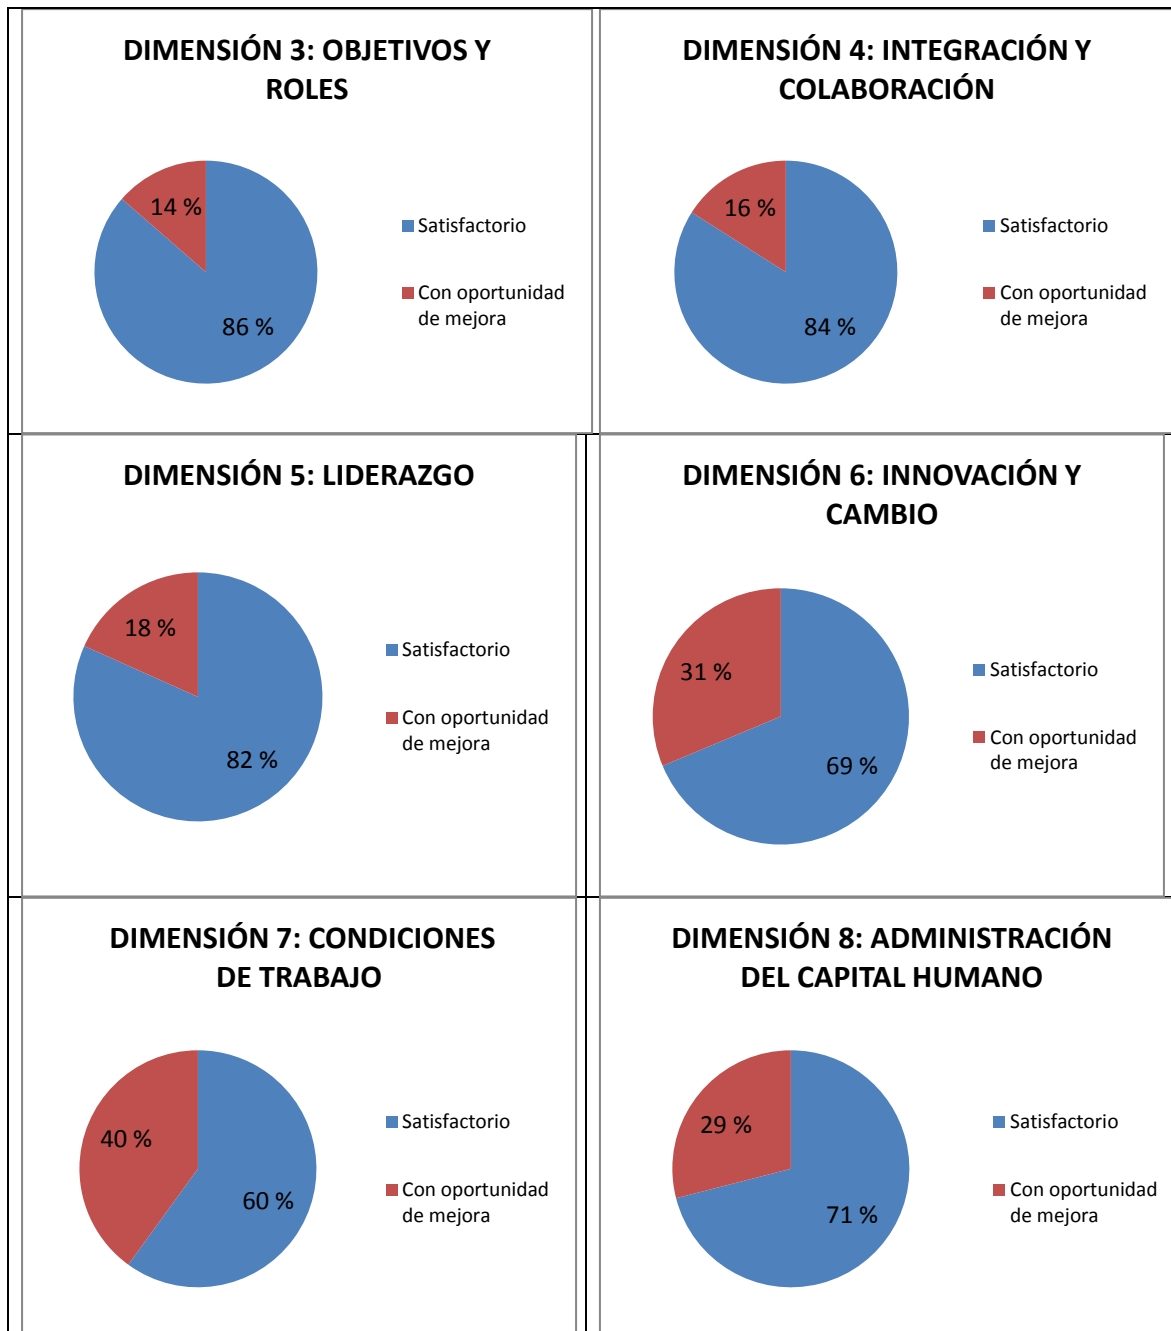 DIMENSIÓN 3: OBJETIVOS Y
ROLES
14 %
86 %
Satisfactorio
Con oportunidad
de mejora
DIMENSIÓN 4: INTEGRACIÓN Y
COLABORACIÓN
16 %
84 %
Satisfactorio
Con oportunidad
de mejora
DIMENSIÓN 5: LIDERAZGO
18 %
82 %
Satisfactorio
Con oportunidad
de mejora
DIMENSIÓN 6: INNOVACIÓN Y
CAMBIO
31 %
69 %
Satisfactorio
Con oportunidad
de mejora
DIMENSIÓN 7: CONDICIONES
DE TRABAJO
40 %
60 %
Satisfactorio
Con oportunidad
de mejora
DIMENSIÓN 8: ADMINISTRACIÓN
DEL CAPITAL HUMANO
29 %
71 %
Satisfactorio
Con oportunidad
de mejora